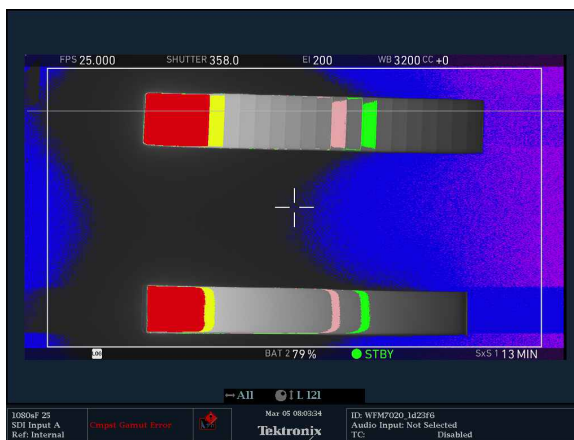 FPS 25.000 SHUTTER 358.0 EI 200 WB 3200 CC +0
BAT 2 79 % STBY SxS 1 13 MIN
All L 121
Mar 05 08:03:34
Tektronix
1080sF 25
SDI Input A
Ref: Internal
Cmpst Gamut Error
ID: WFM7020_1d23f6
Audio Input: Not Selected
TC: Disabled